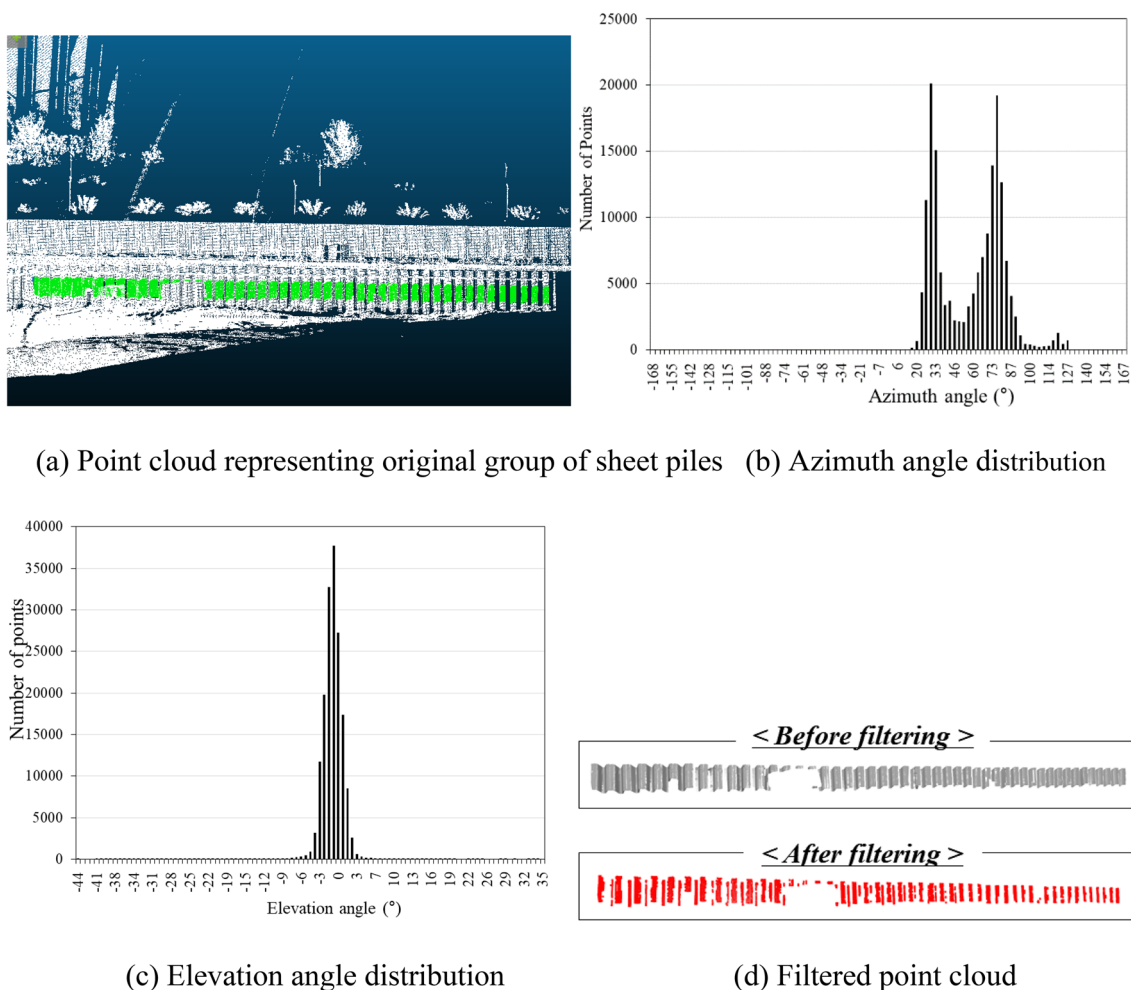 25000
20000
15000
10000
5000
0
Number of Points
-168 -155 -142 -128 -115 -101 -88 -74 -61 -48 -34 -21 -7 6 20 33 46 60 73 87 100 114 127 140 154 167
Azimuth angle (°)
(a) Point cloud representing original group of sheet piles (b) Azimuth angle distribution
40000
35000
30000
25000
20000
15000
10000
5000
0
Number of points
-44 -41 -38 -34 -31 -28 -25 -22 -19 -16 -13 -9 -6 -3 0 3 7 10 13 16 19 22 26 29 32 35
Elevation angle (°)
< Before filtering >
< After filtering >
(c) Elevation angle distribution (d) Filtered point cloud